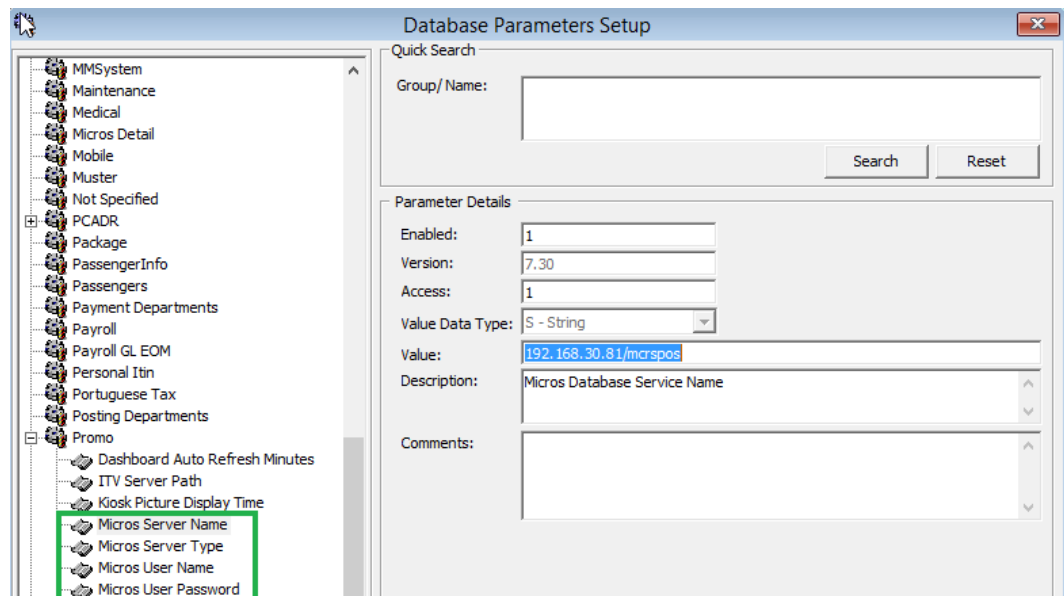 Database Parameters Setup
MMSystem
Maintenance
Medical
Micros Detail
Mobile
Muster
Not Specified
PCADR
Package
PassengerInfo
Passengers
Payment Departments
Payroll
Payroll GL EOM
Personal Itin
Portuguese Tax
Posting Departments
Promo
Dashboard Auto Refresh Minutes
ITV Server Path
Kiosk Picture Display Time
Micros Server Name
Micros Server Type
Micros User Name
Micros User Password
Quick Search
Group/Name:
Search Reset
Parameter Details
Enabled: 1
Version: 7.30
Access: 1
Value Data Type: S - String
Value: 192.168.30.81/mcrspos
Description: Micros Database Service Name
Comments: